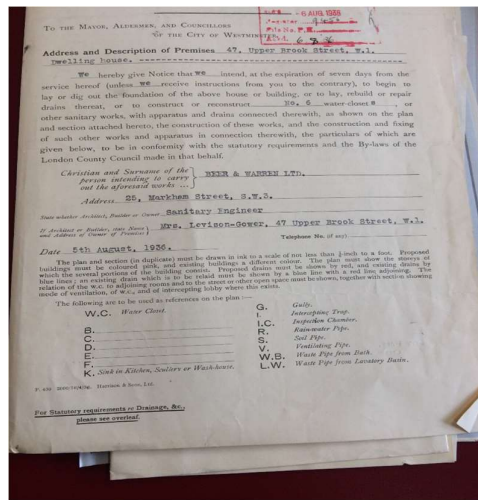 6 AUG. 1936
TO THE MAYOR, ALDERMEN, AND COUNCILLORS
OF THE CITY OF WESTMINSTER
Address and Description of Premises 47, Upper Brook Street, W.1.
Dwelling house.
We hereby give Notice that we intend, at the expiration of seven days from the
service hereof (unless we receive instructions from you to the contrary), to begin to
lay or dig out the foundation of the above house or building, or to lay, rebuild or repair
drains thereat, or to construct or reconstruct No. 6 water closets, or
other sanitary works, with apparatus and drains connected therewith, as shown on the plan
and section attached hereto, the construction of these works, and the construction and fixing
of such other works and apparatus in connection therewith, the particulars of which are
given below, to be in conformity with the statutory requirements and the By-laws of the
London County Council made in that behalf.
Christian and Surname of the
person intending to carry
out the aforesaid works
& WARREN LTD.
Address 25, Markham Street, S.W.3.
State whether Architect, Builder or Owner Sanitary Engineer
If Architect or Builder, state Name
and Address of Owner of Premises
Mrs. Levison-Gower, 47 Upper Brook Street, W.1.
Telephone No. (if any)
Date 5th August, 1936.
The plan and section (in duplicate) must be drawn in ink to a scale of not less than ⅛-inch to a foot. Proposed
buildings must be coloured pink, and existing buildings a different colour. The plan must show the storeys of
which the several portions of the building consist. Proposed drains must be shown by red, and existing drains by
blue lines; an existing drain which is to be relaid must be shown by a blue line with a red line adjoining. The
relation of the w.c. to adjoining rooms and to the street or other open space must be shown, together with section showing
mode of ventilation, of w.c., and of intercepting lobby where one exists.
The following are to be used as references on the plan:—
W.C. Water Closet.
B.
C.
D.
E.
F.
K. Sink in Kitchen, Scullery or Wash-house.
G. Gully.
I. Intercepting Trap.
I.C. Inspection Chamber.
R. Rain-water Pipe.
S. Soil Pipe.
V. Ventilating Pipe.
W.B. Waste Pipe from Bath.
L.W. Waste Pipe from Lavatory Basin.
Harrison & Sons, Ltd.
For Statutory requirements or Drainage, &c.,
please see overleaf.